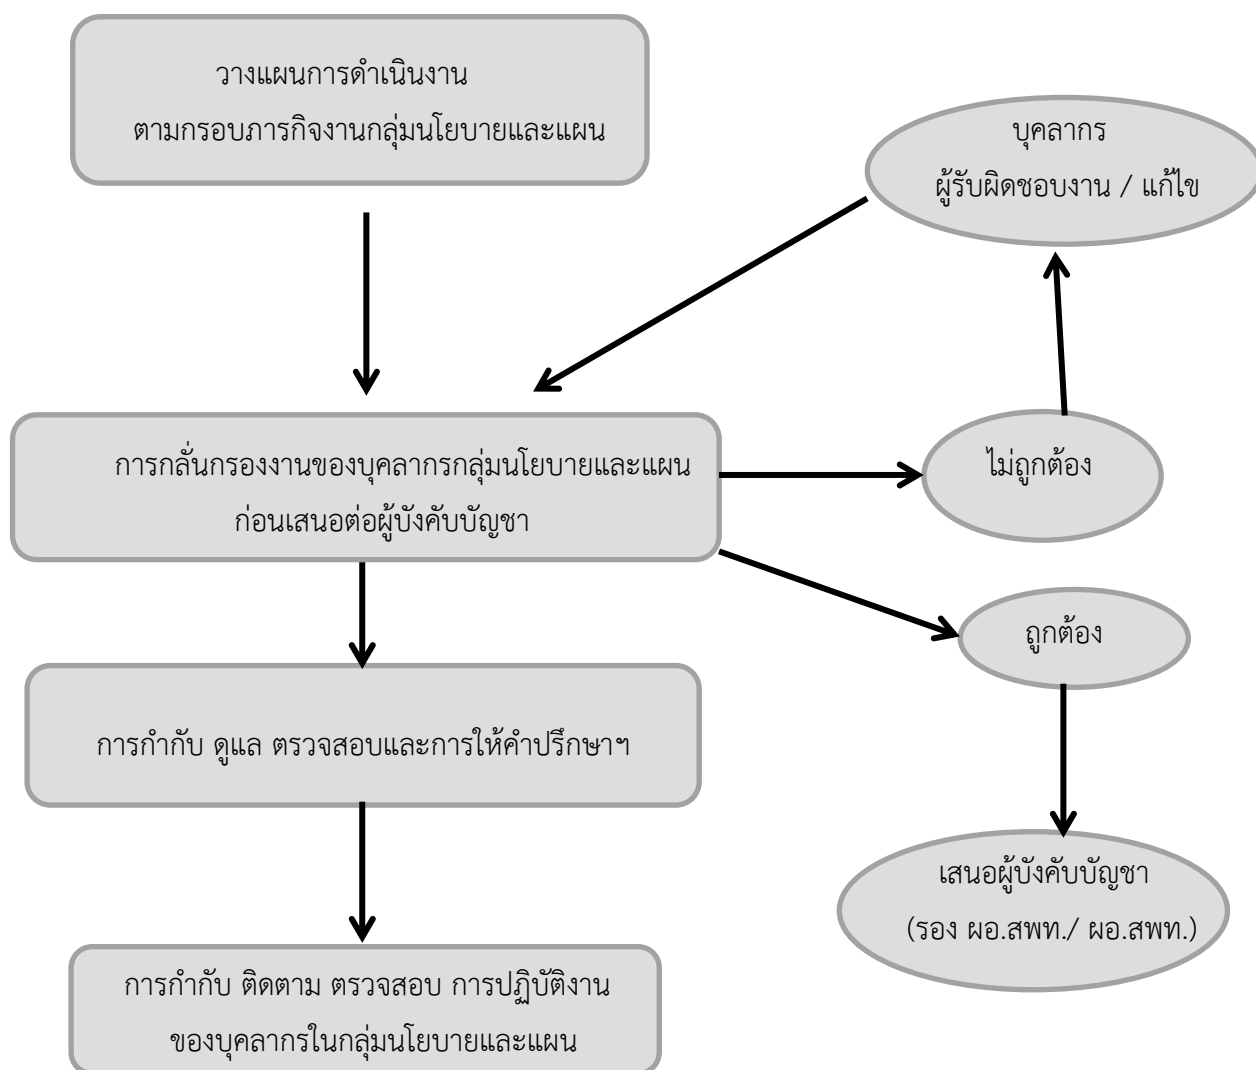 วางแผนการดำเนินงาน
ตามกรอบภารกิจงานกลุ่มนโยบายและแผน
บุคลากร
ผู้รับผิดชอบงาน / แก้ไข
การกลั่นกรองงานของบุคลากรกลุ่มนโยบายและแผน
ก่อนเสนอต่อผู้บังคับบัญชา
ไม่ถูกต้อง
ถูกต้อง
การกำกับ ดูแล ตรวจสอบและการให้คำปรึกษาฯ
เสนอผู้บังคับบัญชา
(รอง ผอ.สพท./ ผอ.สพท.)
การกำกับ ติดตาม ตรวจสอบ การปฏิบัติงาน
ของบุคลากรในกลุ่มนโยบายและแผน